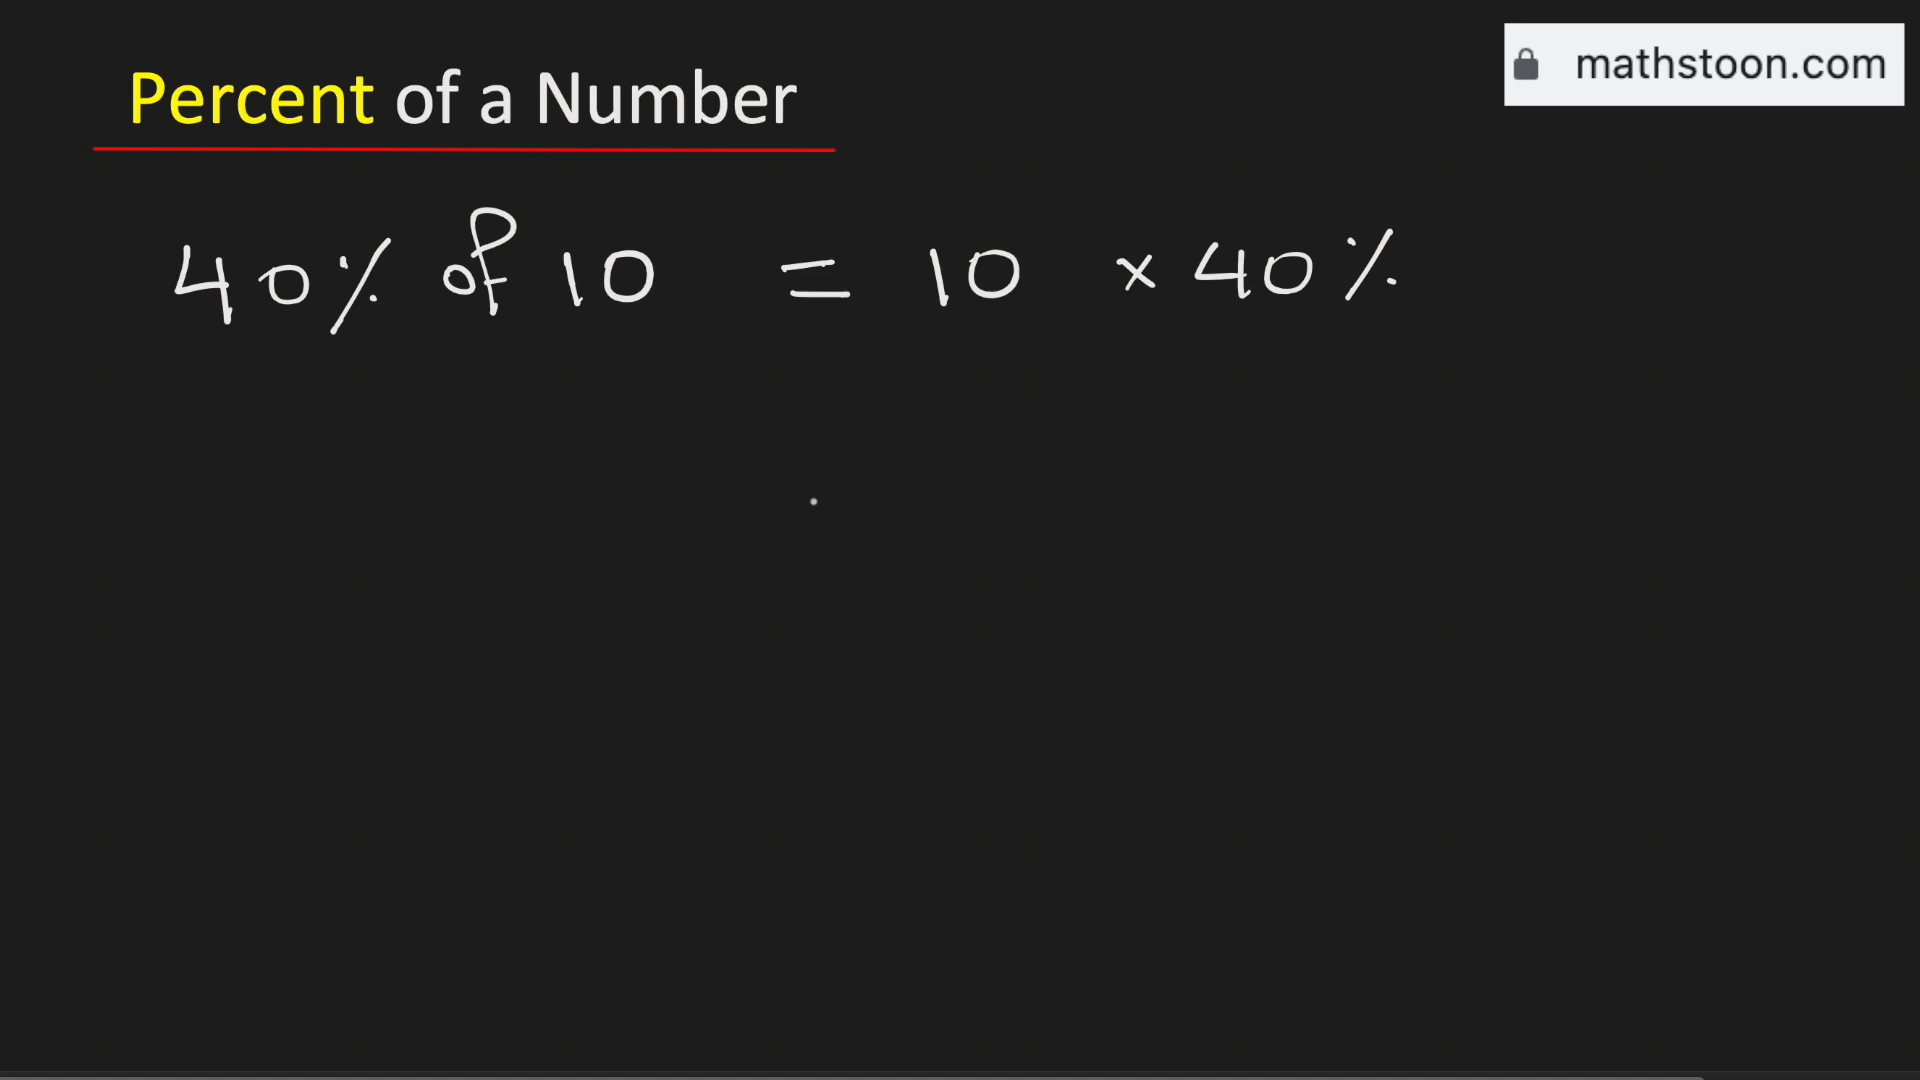 mathstoon.com
Percent of a Number
40% of 10 = 10 × 40%